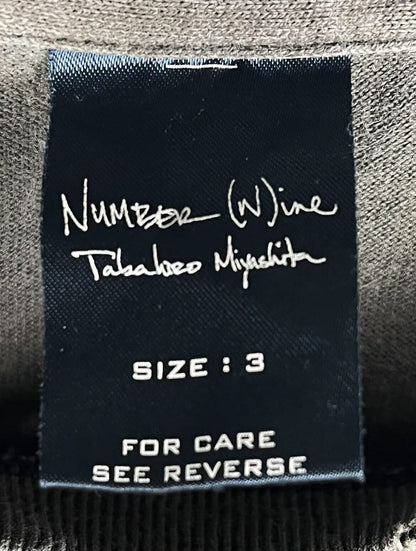 NUMBER (N)ine
Takahiro Miyashita
SIZE : 3
FOR CARE
SEE REVERSE